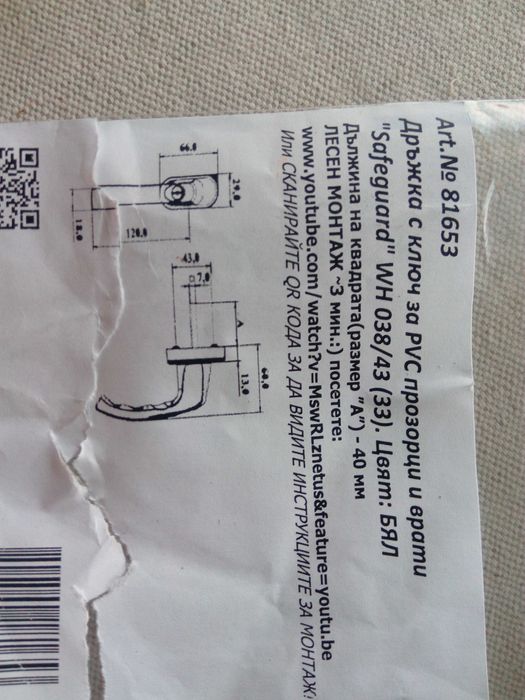 Art.№ 81653
Дръжка с ключ за PVC прозорци и врати
"Safeguard" WH 038/43 (33). Цвят: БЯЛ
Дължина на квадрата(размер "А") - 40 мм
ЛЕСЕН МОНТАЖ ~3 мин.:) посетете:
www.youtube.com/watch?v=MswRLznetus&feature=youtu.be
Или СКАНИРАЙТЕ QR КОДА ЗА ДА ВИДИТЕ ИНСТРУКЦИИТЕ ЗА МОНТАЖ!
66.0
29.0
120.0
18.0
43.0
□7.0
A
13.0
60.0